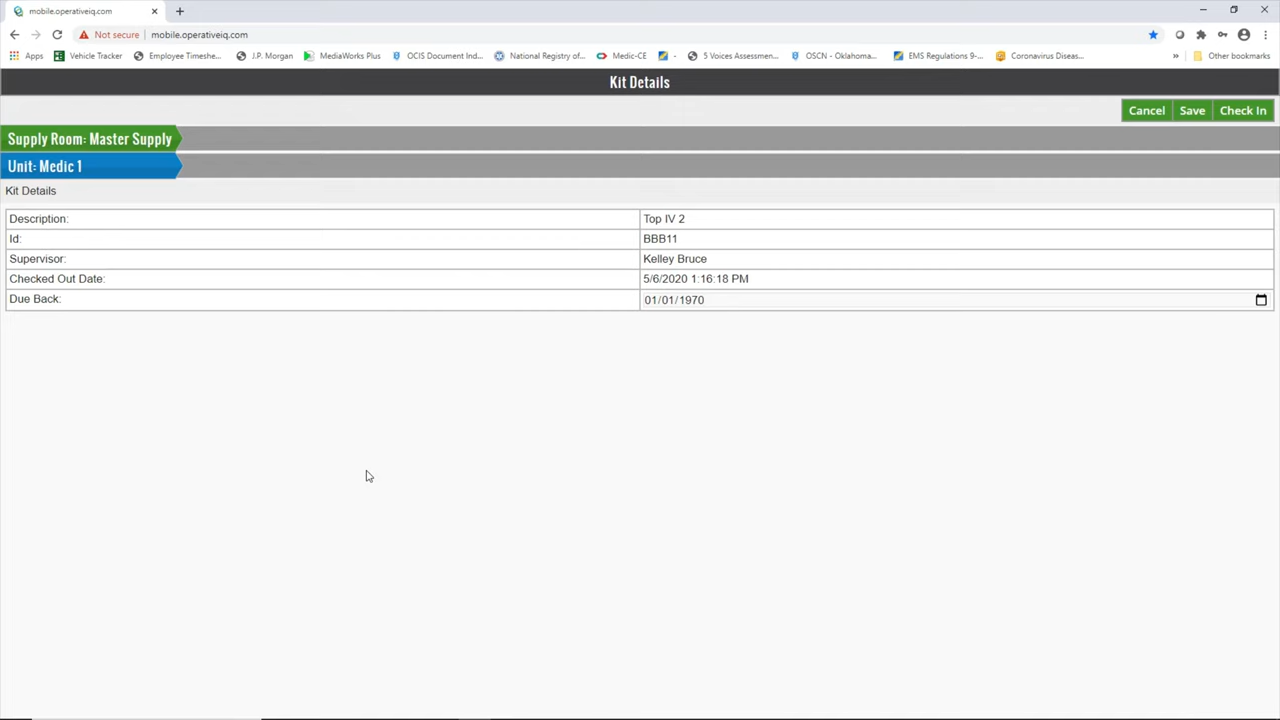 mobile.operativeiq.com
Not secure mobile.operativeiq.com
Apps Vehicle Tracker Employee Timeshe... J.P. Morgan MediaWorks Plus OCIS Document Ind... National Registry of... Medic-CE - 5 Voices Assessmen... OSCN - Oklahoma... EMS Regulations 9-... Coronavirus Diseas... » Other bookmarks
Kit Details
Cancel Save Check In
Supply Room: Master Supply
Unit: Medic 1
Kit Details
Description: Top IV 2
Id: BBB11
Supervisor: Kelley Bruce
Checked Out Date: 5/6/2020 1:16:18 PM
Due Back: 01/01/1970